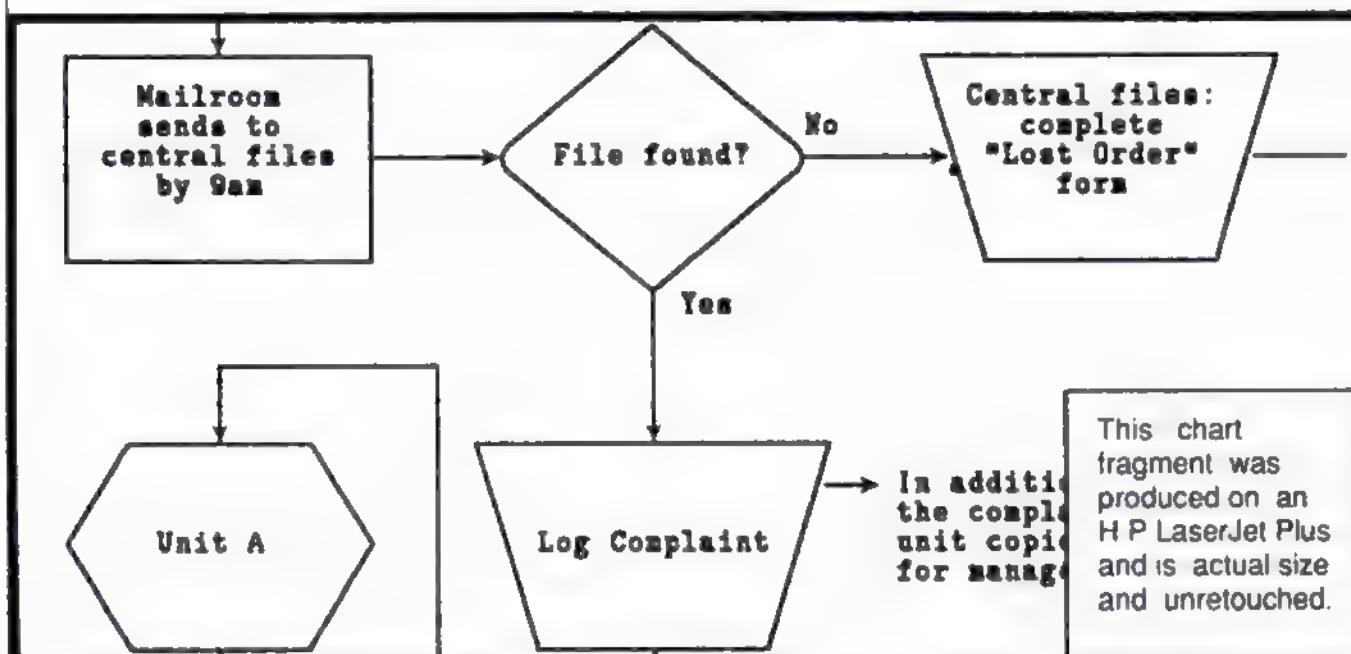 Mailroom
sends to
central files
by 9am
File found?
No
Central files:
complete
"Lost Order"
form
Yes
Unit A
Log Complaint
In additi
the compl
unit copi
for manag
This chart
fragment was
produced on an
H P LaserJet Plus
and is actual size
and unretouched.